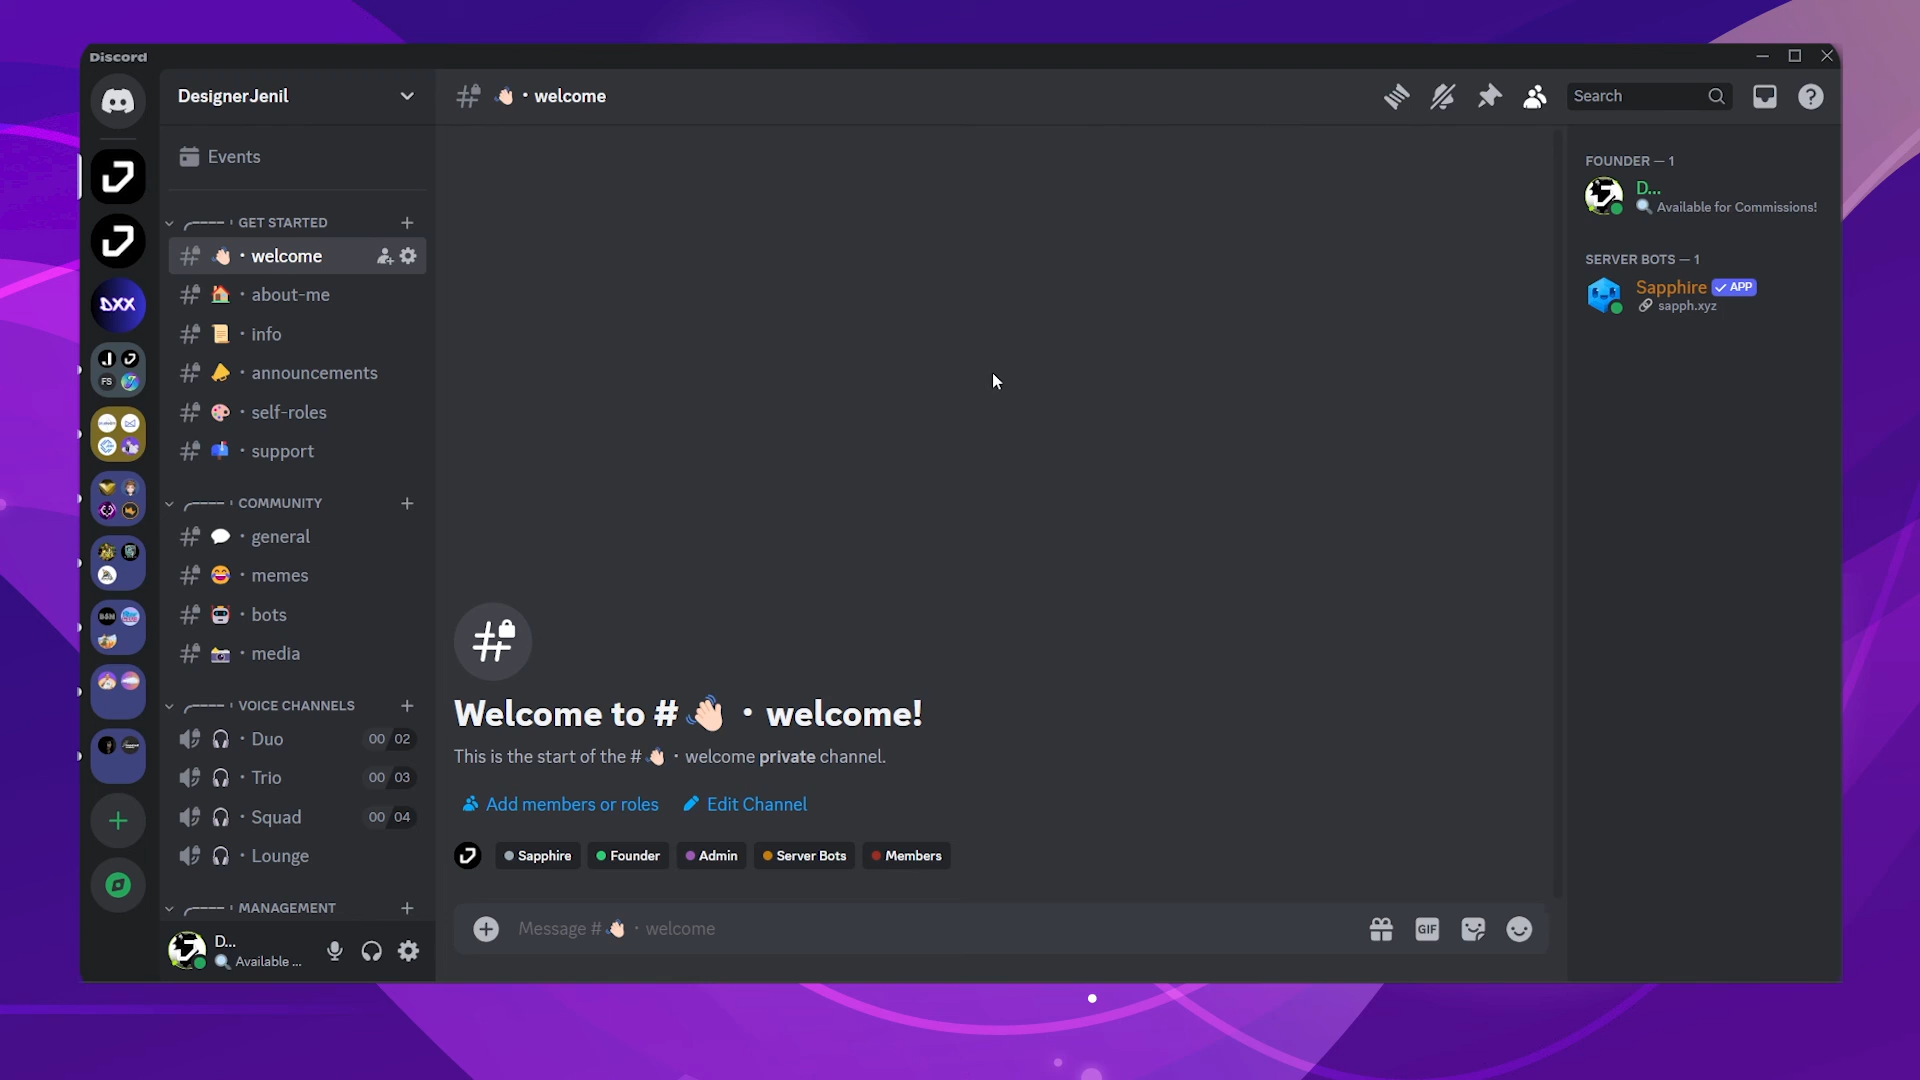 Discord
DesignerJenil
Events
GET STARTED
welcome
about-me
info
announcements
self-roles
support
COMMUNITY
general
memes
bots
media
VOICE CHANNELS
Duo 00 02
Trio 00 03
Squad 00 04
Lounge
MANAGEMENT
D...
Available ...
DXX
FS
# 👋🏻 • welcome
Search
Welcome to # 👋🏻 • welcome!
This is the start of the # 👋🏻 • welcome private channel.
Add members or roles Edit Channel
Sapphire Founder Admin Server Bots Members
Message # 👋🏻 • welcome
GIF
FOUNDER — 1
D...
Available for Commissions!
SERVER BOTS — 1
Sapphire ✓ APP
sapph.xyz